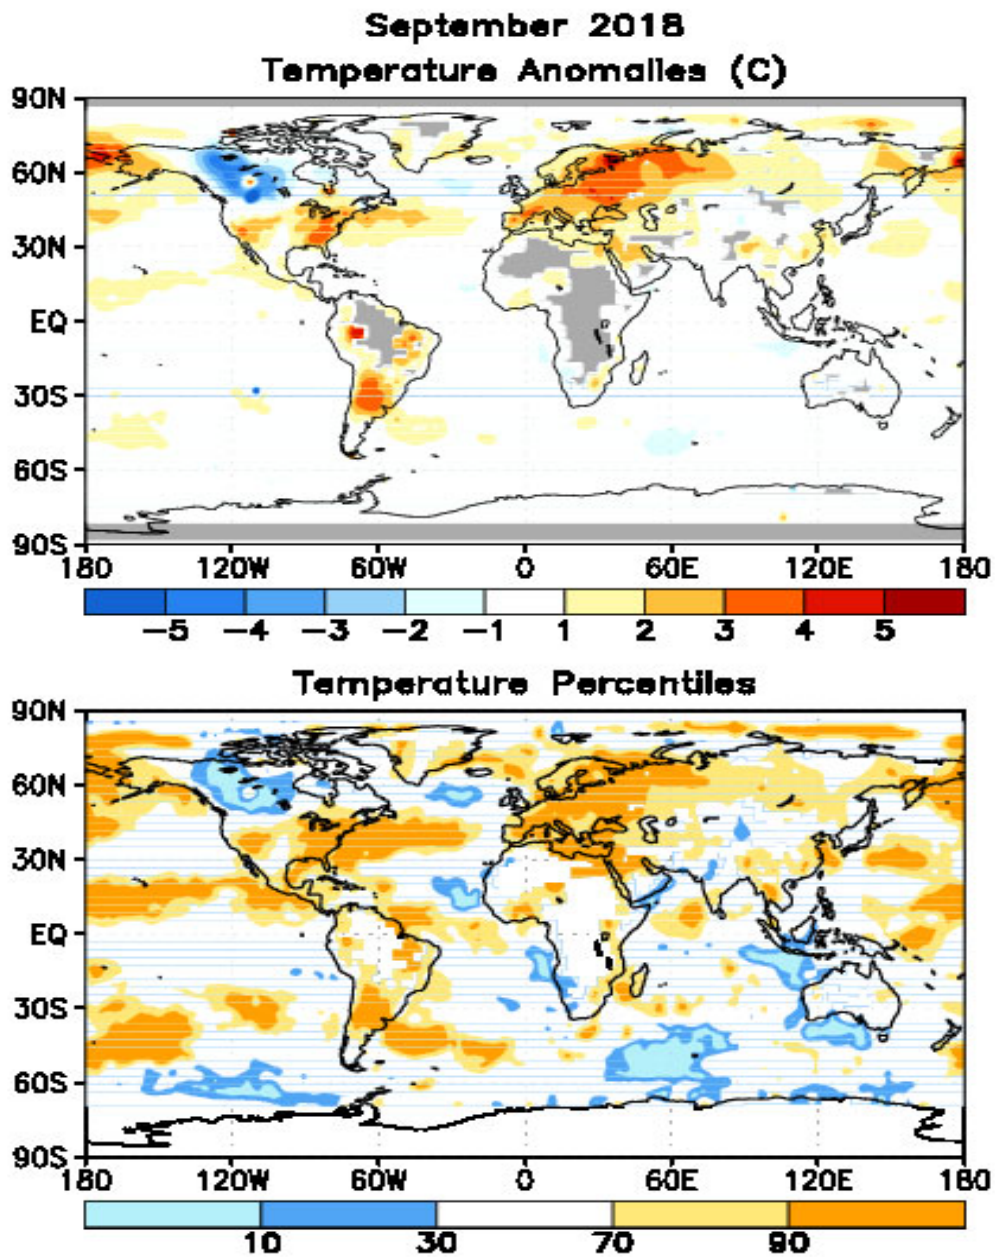 September 2018
Temperature Anomalies (C)
90N
60N
30N
EQ
30S
60S
90S
180 120W 60W 0 60E 120E 180
−5 −4 −3 −2 −1 1 2 3 4 5
Temperature Percentiles
90N
60N
30N
EQ
30S
60S
90S
180 120W 60W 0 60E 120E 180
10 30 70 90